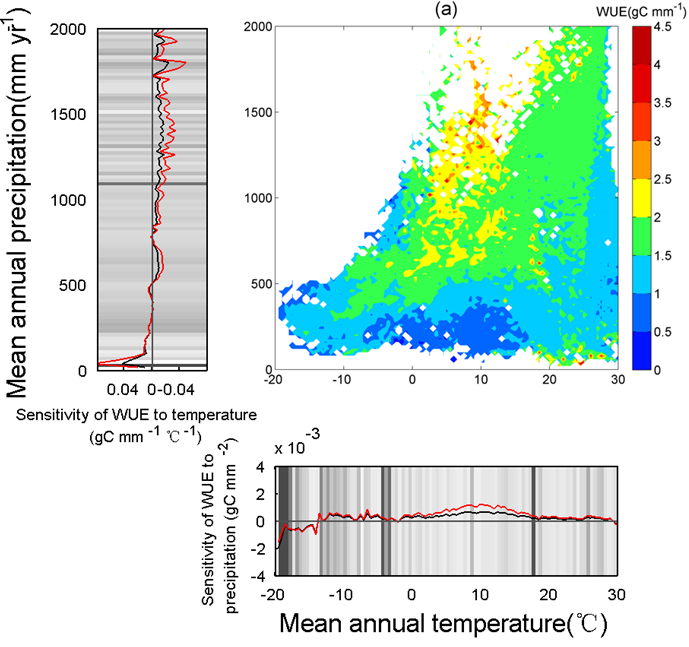 (a)
WUE(gC mm⁻¹)
Mean annual precipitation(mm yr⁻¹)
2000
1500
1000
500
0
0.04 0 -0.04
Sensitivity of WUE to temperature
(gC mm ⁻¹ ℃ ⁻¹)
2000
1500
1000
500
0
-20 -10 0 10 20 30
4.5
4
3.5
3
2.5
2
1.5
1
0.5
0
x 10⁻³
Sensitivity of WUE to
precipitation (gC mm ⁻²)
4
2
0
−2
−4
-20 -10 0 10 20 30
Mean annual temperature(℃)